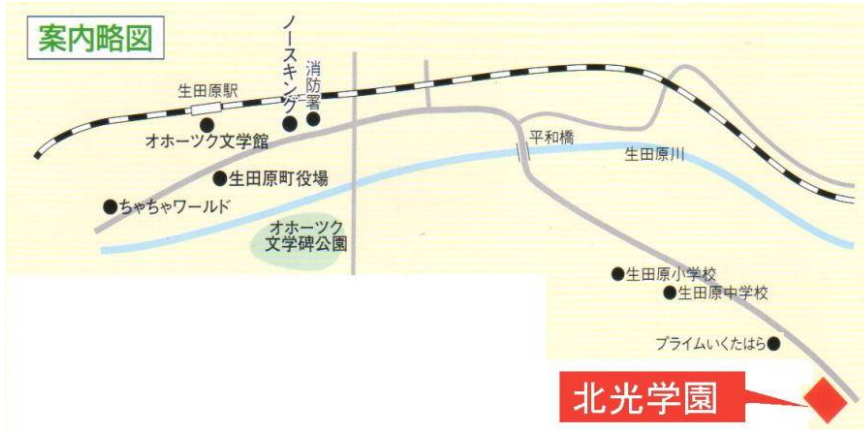 案内略図
生田原駅
ノースキング
消防署
オホーツク文学館
平和橋
生田原川
生田原町役場
ちゃちゃワールド
オホーツク
文学碑公園
生田原小学校
生田原中学校
プライムいくたはら
北光学園